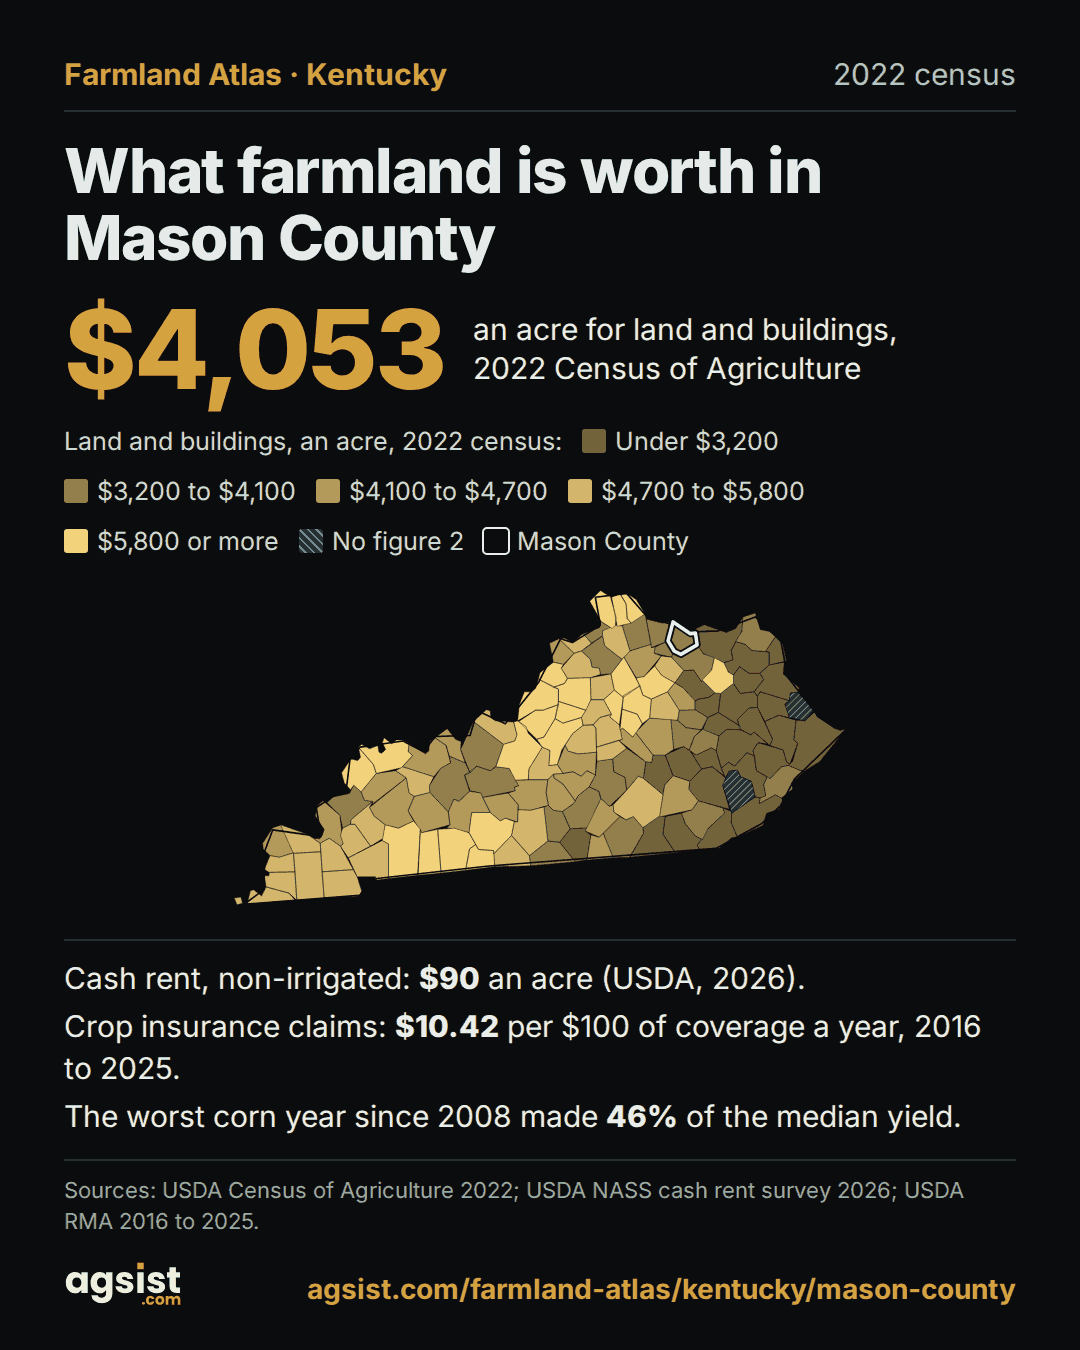 Farmland Atlas · Kentucky
2022 census
What farmland is worth in
Mason County
$4,053
an acre for land and buildings,
2022 Census of Agriculture
Land and buildings, an acre, 2022 census: Under $3,200
$3,200 to $4,100 $4,100 to $4,700 $4,700 to $5,800
$5,800 or more No figure 2 Mason County
Cash rent, non-irrigated: $90 an acre (USDA, 2026).
Crop insurance claims: $10.42 per $100 of coverage a year, 2016
to 2025.
The worst corn year since 2008 made 46% of the median yield.
Sources: USDA Census of Agriculture 2022; USDA NASS cash rent survey 2026; USDA
RMA 2016 to 2025.
agsist
.com
agsist.com/farmland-atlas/kentucky/mason-county